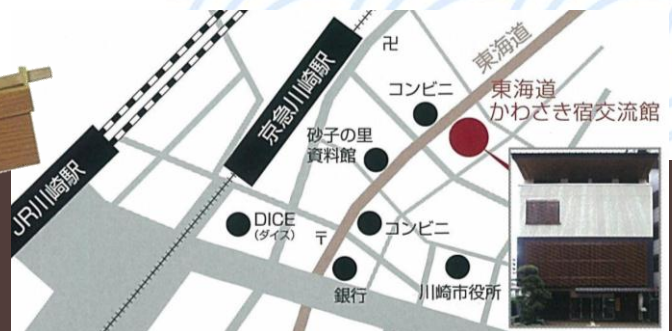 東海道
コンビニ
東海道
かわさき宿交流館
京急川崎駅
砂子の里
資料館
JR川崎駅
DICE
(ダイス)
〒
コンビニ
銀行
川崎市役所